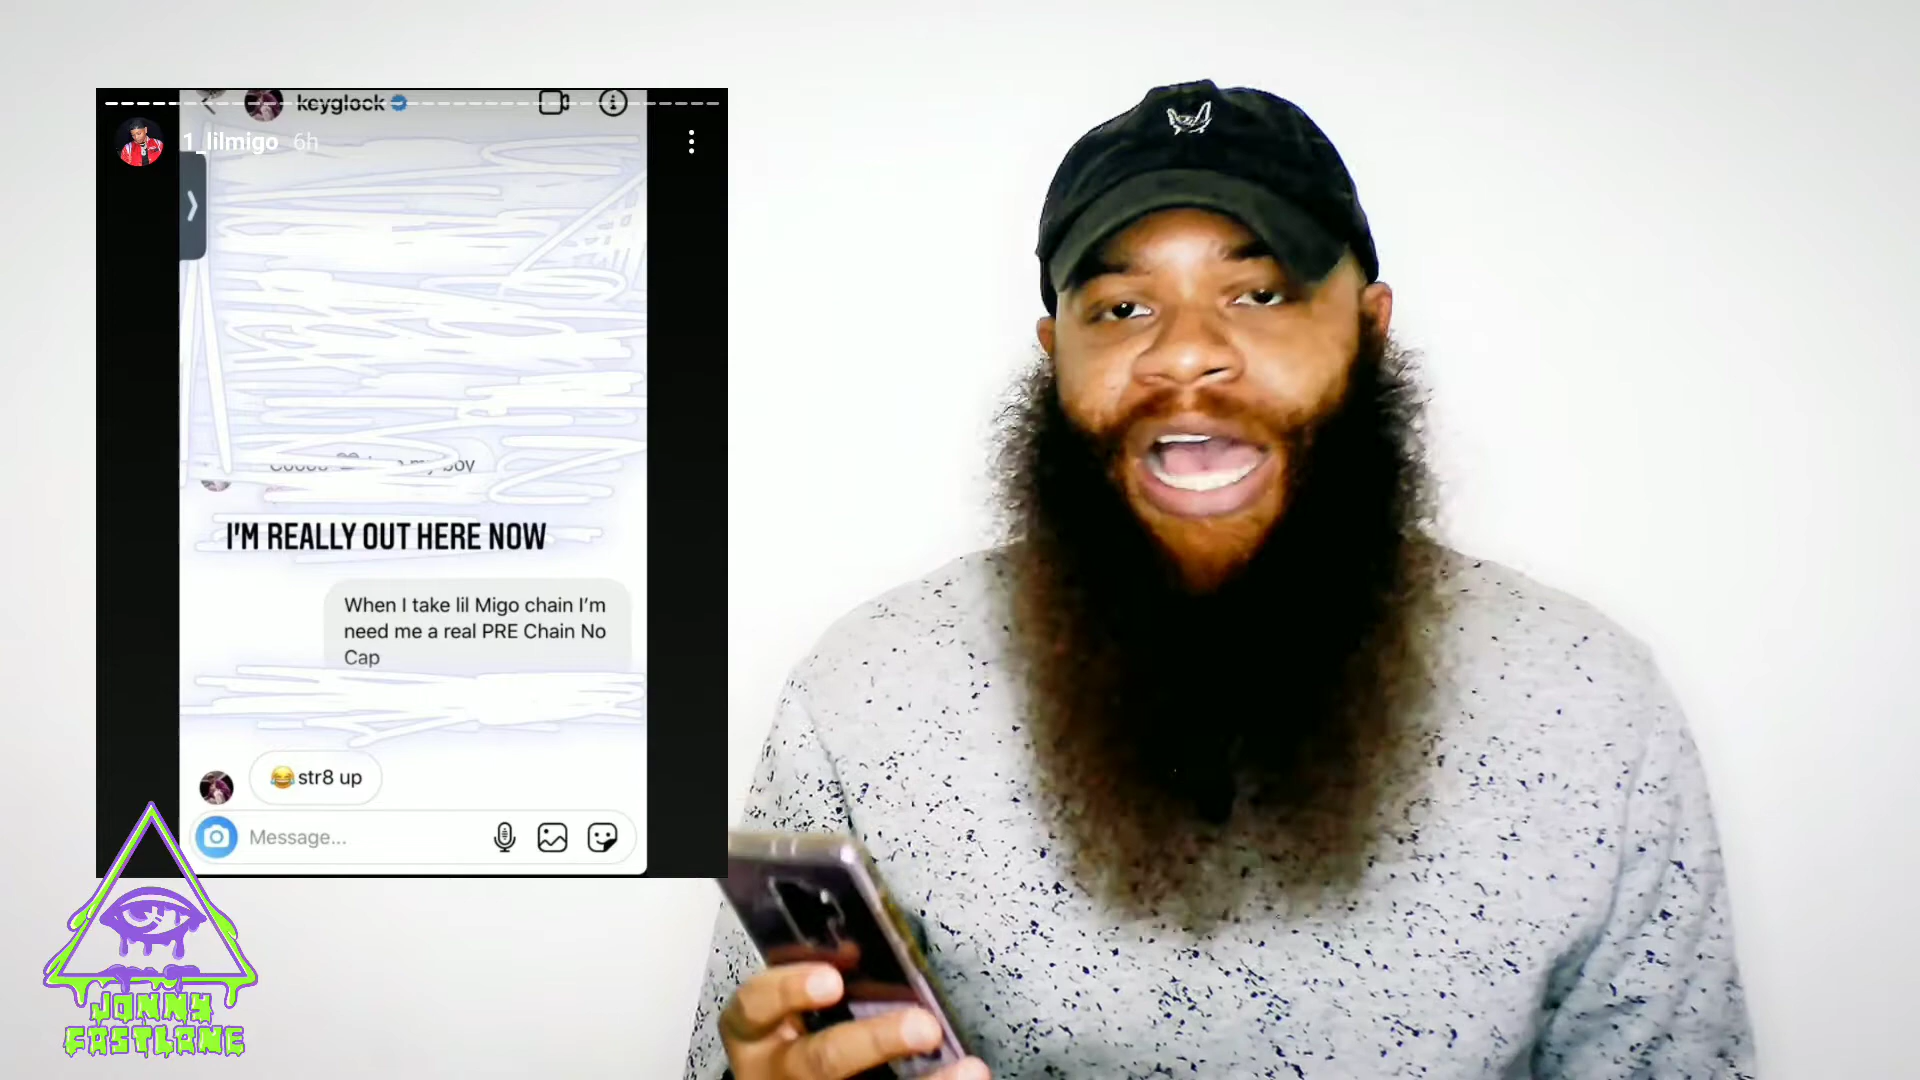 keyglock
1_lilmigo 6h
I'M REALLY OUT HERE NOW
When I take lil Migo chain I'm
need me a real PRE Chain No
Cap
😂str8 up
Message...
JONNY
FASTLANE